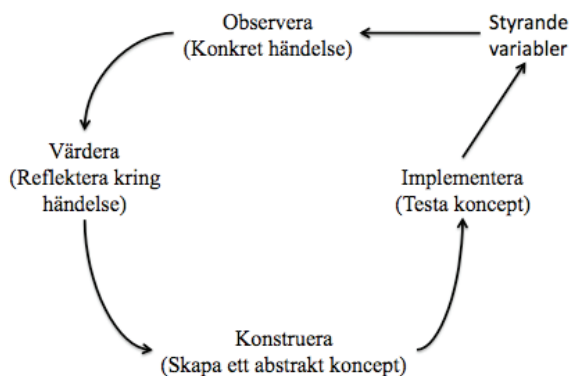 Observera
(Konkret händelse)
Styrande
variabler
Värdera
(Reflektera kring
händelse)
Implementera
(Testa koncept)
Konstruera
(Skapa ett abstrakt koncept)